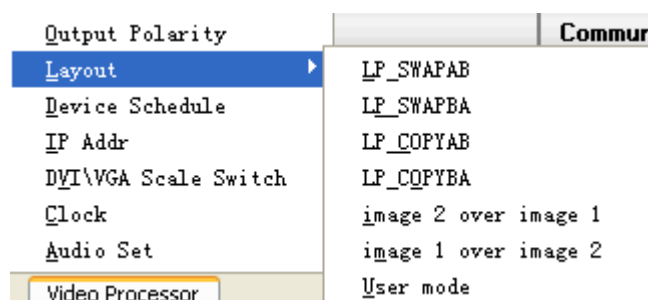 Output Polarity
Layout
Device Schedule
IP Addr
DVI\VGA Scale Switch
Clock
Audio Set
Video Processor
LP_SWAPAB
LP_SWAPBA
LP_COPYAB
LP_COPYBA
image 2 over image 1
image 1 over image 2
User mode